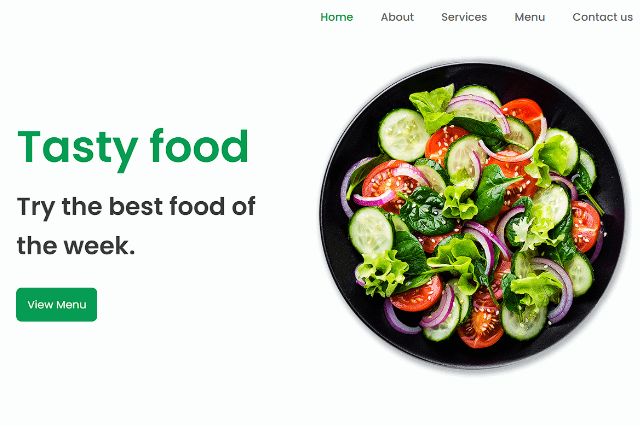 Home About Services Menu Contact us
Tasty food
Try the best food of
the week.
View Menu